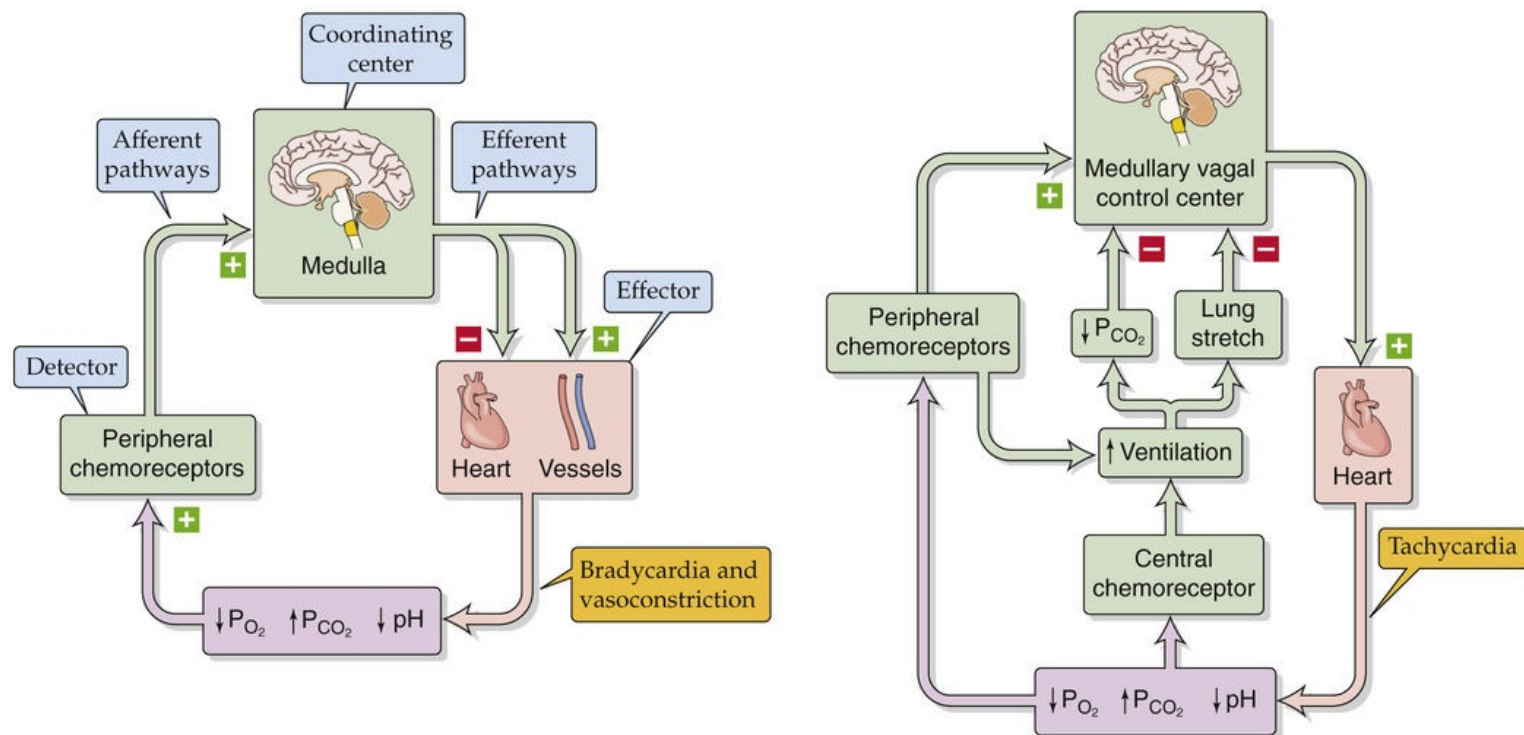 Coordinating
center
Afferent
pathways
Efferent
pathways
+
Medulla
Effector
−
+
Detector
Peripheral
chemoreceptors
Heart
Vessels
+
Bradycardia and
vasoconstriction
↓PO₂ ↑PCO₂ ↓pH
Medullary vagal
control center
+
−
−
Peripheral
chemoreceptors
↓PCO₂
Lung
stretch
+
↑Ventilation
Heart
Central
chemoreceptor
Tachycardia
↓PO₂ ↑PCO₂ ↓pH